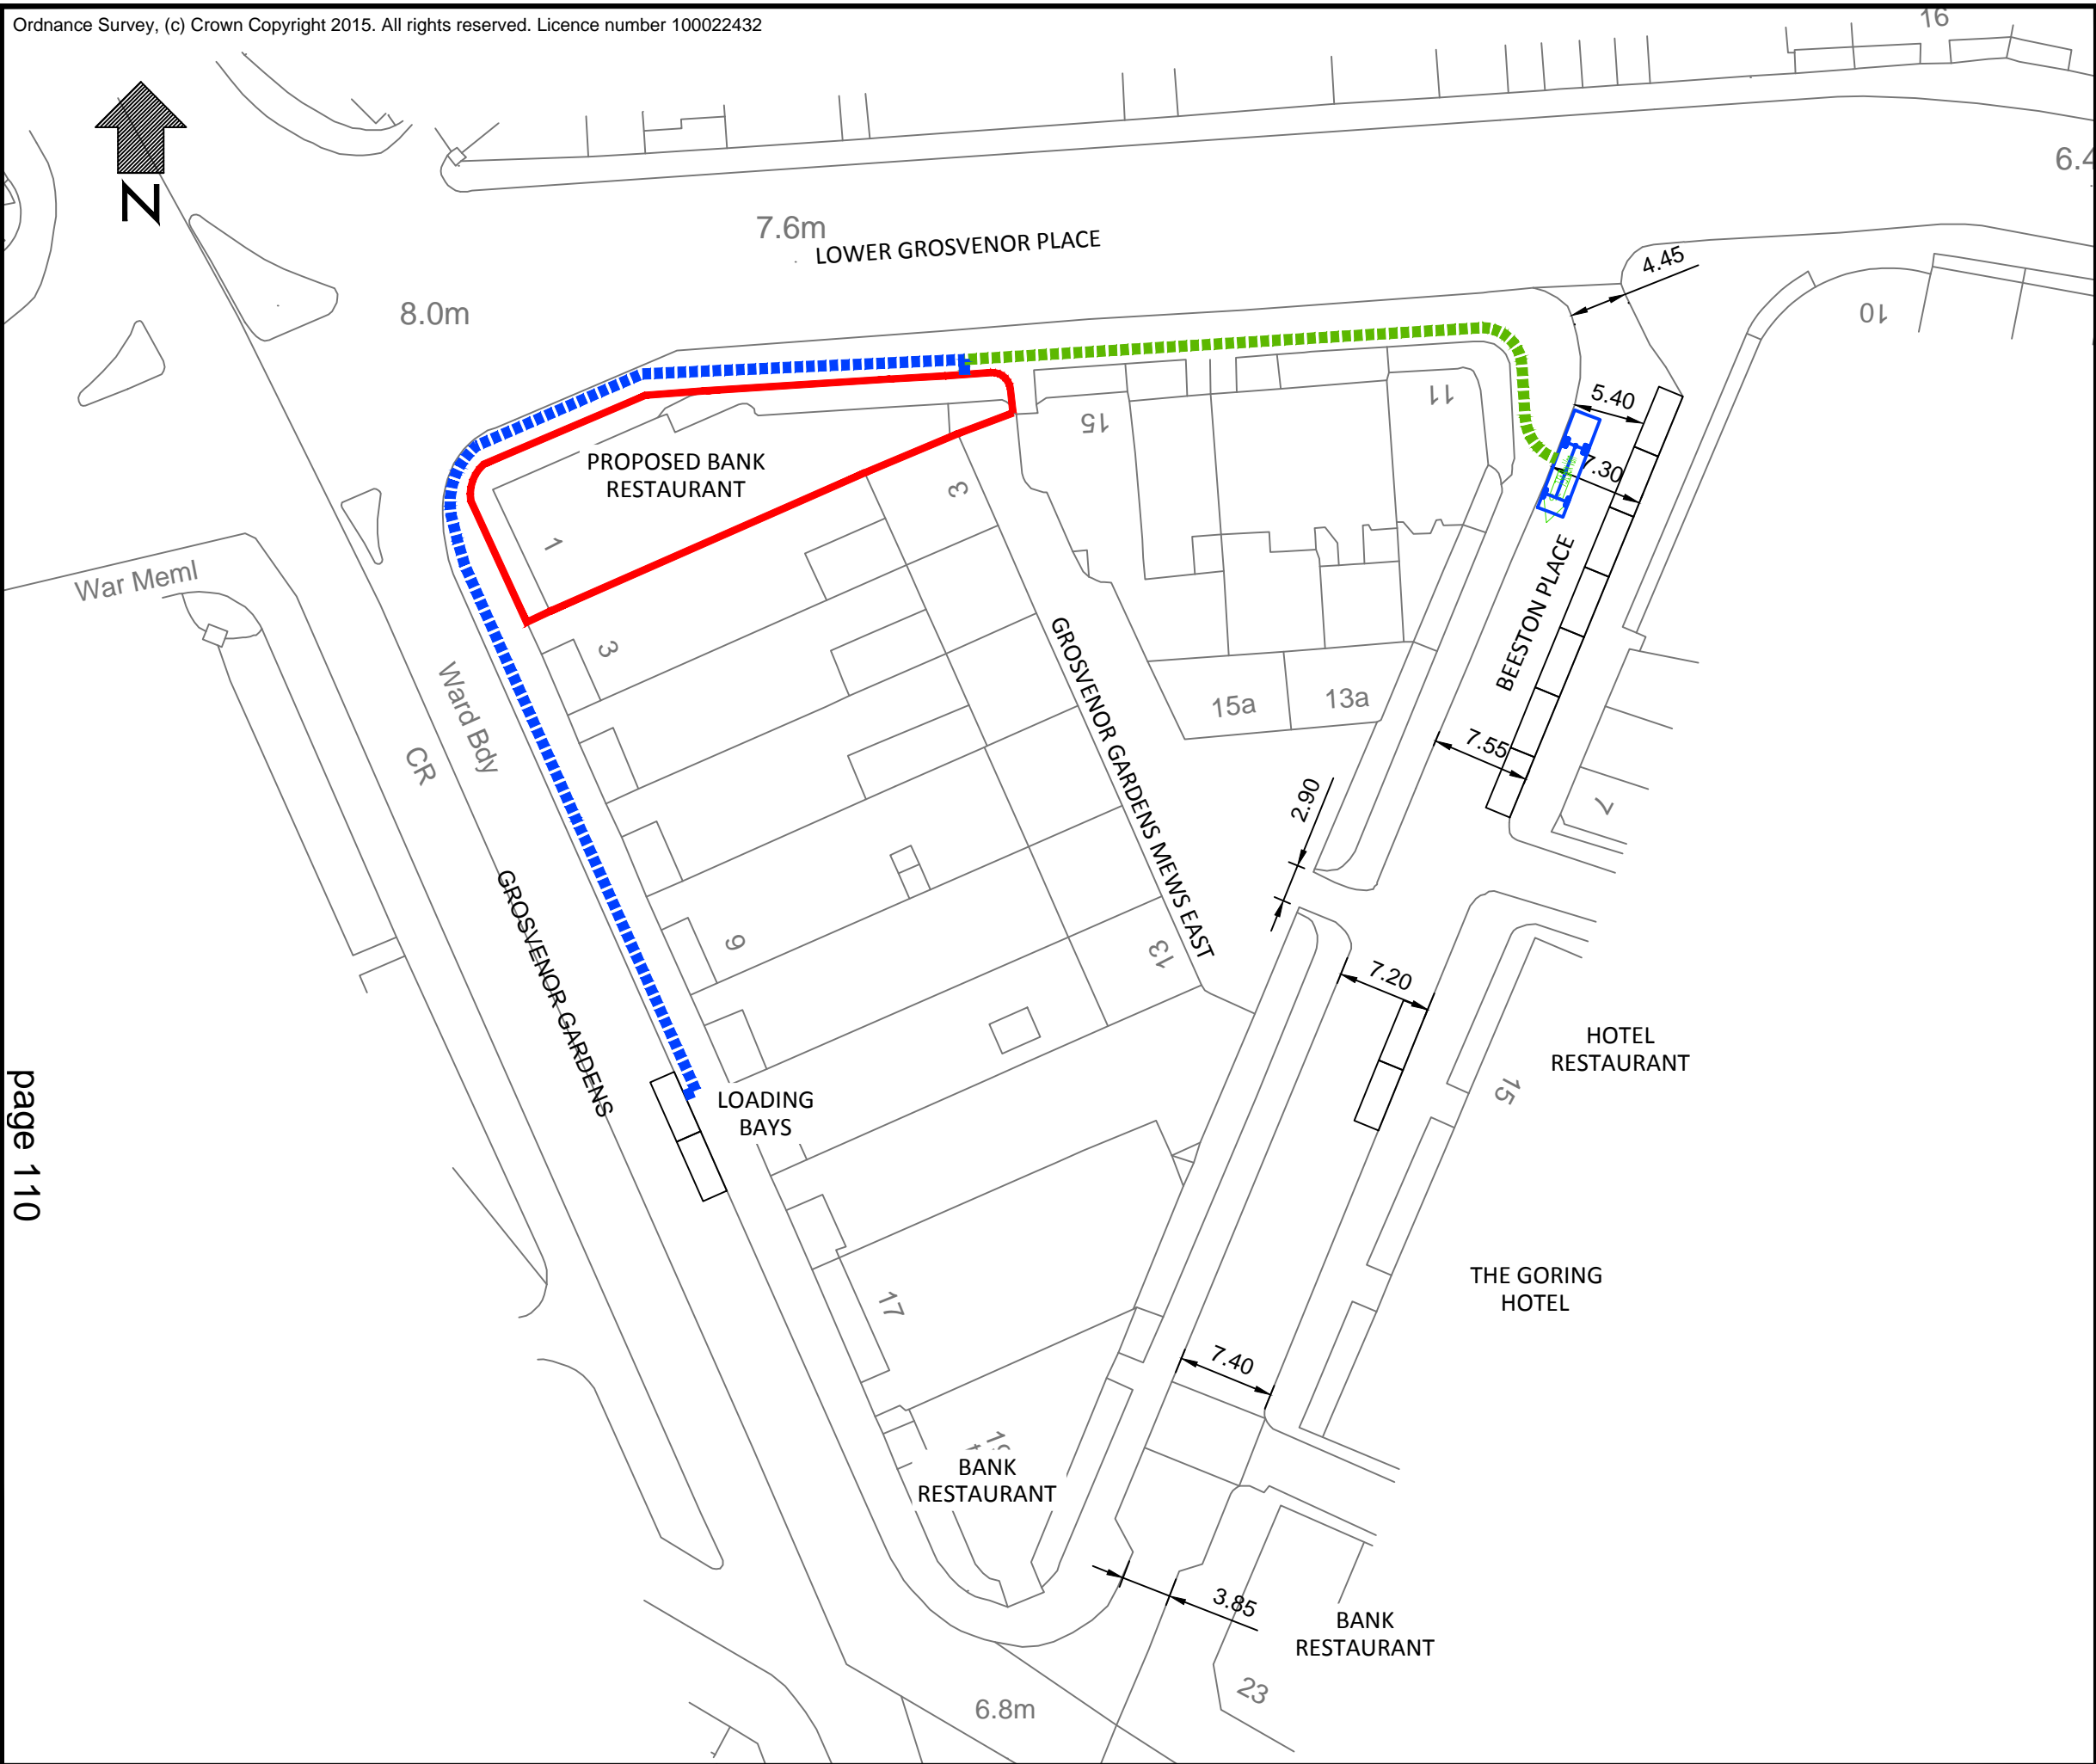 Ordnance Survey, (c) Crown Copyright 2015. All rights reserved. Licence number 100022432
16
N
6.4
7.6m
LOWER GROSVENOR PLACE
4.45
8.0m
10
5.40
11
15
PROPOSED BANK
RESTAURANT
7.30
3
1
War Meml
BEESTON PLACE
3
GROSVENOR GARDENS MEWS EAST
Ward Bdy
CR
15a
13a
7.55
7
2.90
GROSVENOR GARDENS
9
13
7.20
HOTEL
RESTAURANT
15
LOADING
BAYS
page 110
THE GORING
HOTEL
17
7.40
BANK
RESTAURANT
3.85
BANK
RESTAURANT
23
6.8m